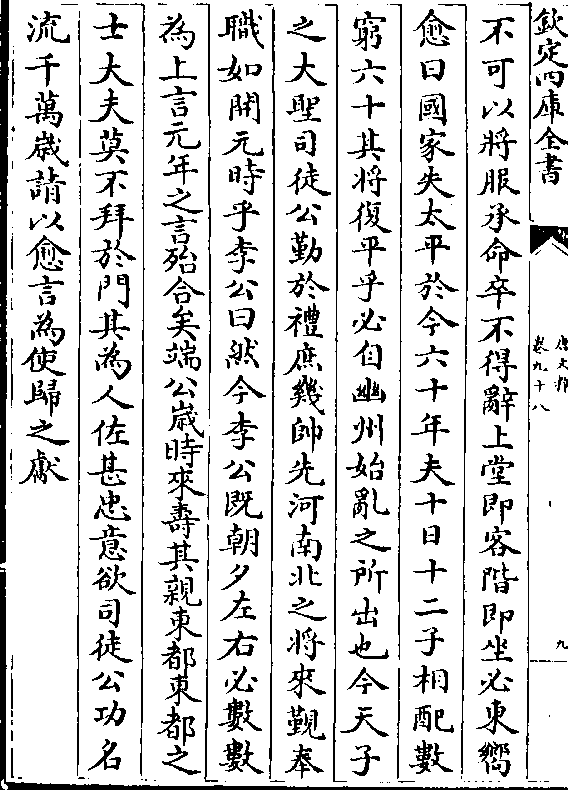 欽定四庫全書
唐文粹
卷九十八
九
不可以將服承命卒不得辭上堂即客階即坐必東嚮
愈曰國家失太平於今六十年夫十日十二子相配數
窮六十其將復平乎必自幽州始亂之所出也今天子
之大聖司徒公勤於禮庶幾帥先河南北之將來覲奉
職如開元時乎李公曰然今李公既朝夕左右必數數
為上言元年之言殆合矣端公嵗時來壽其親東都東都之
士大夫莫不拜於門其為人佐甚忠意欲司徒公功名
流千萬嵗請以愈言為使歸之獻